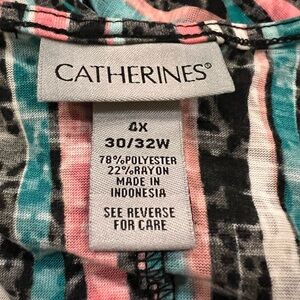 CATHERINES®
4X
30/32W
78%POLYESTER
22%RAYON
MADE IN
INDONESIA
SEE REVERSE
FOR CARE